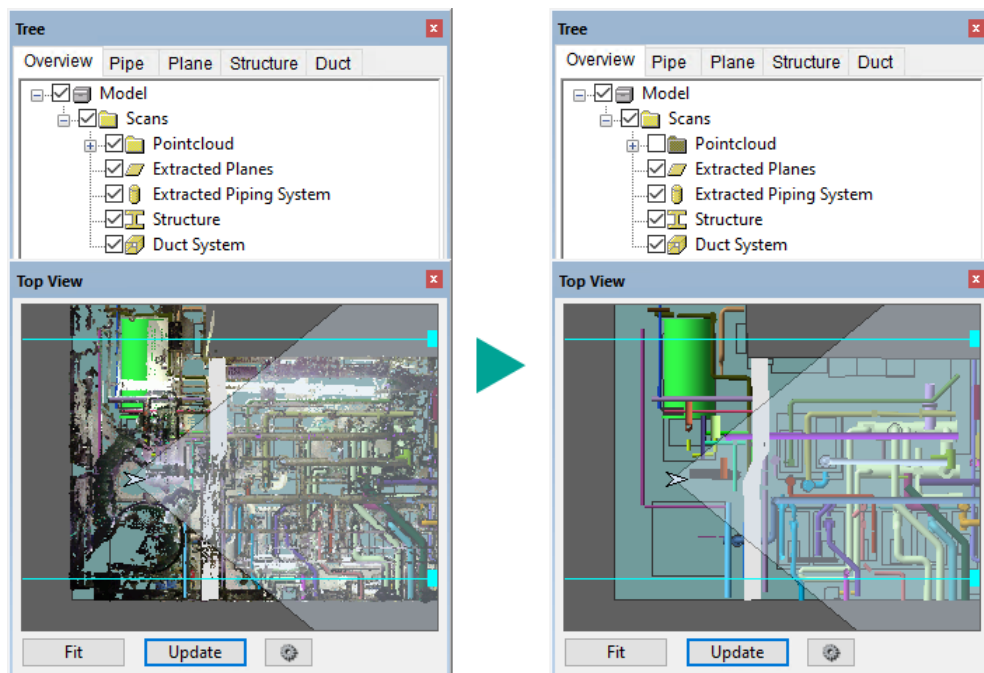 Tree
Overview Pipe Plane Structure Duct
Model
Scans
Pointcloud
Extracted Planes
Extracted Piping System
Structure
Duct System
Top View
Fit Update
Tree
Overview Pipe Plane Structure Duct
Model
Scans
Pointcloud
Extracted Planes
Extracted Piping System
Structure
Duct System
Top View
Fit Update